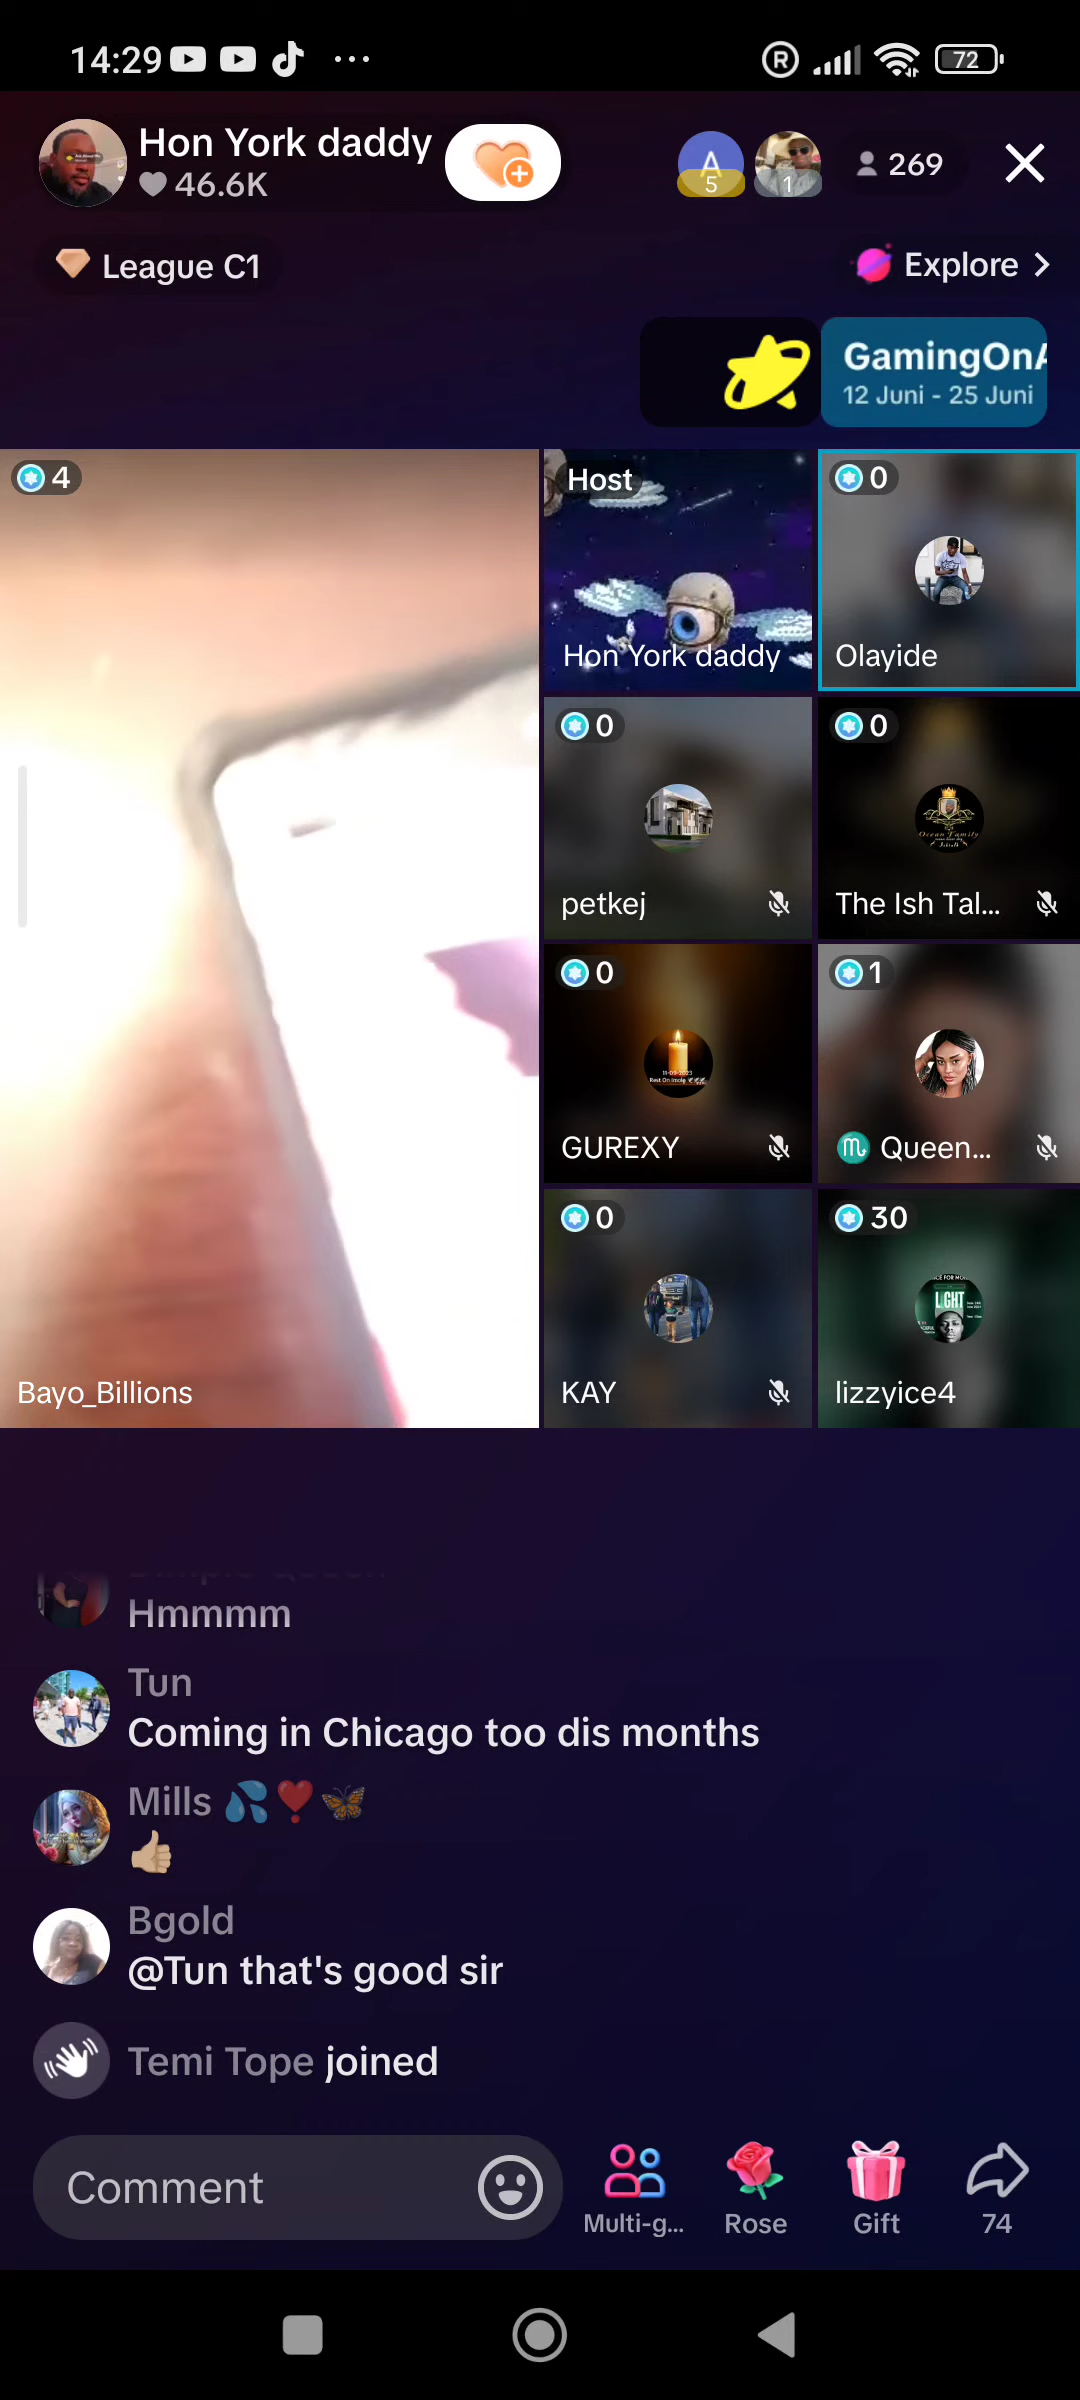 14:29
R
72
Hon York daddy
46.6K
A
5
1
269
League C1
Explore
GamingOnA
12 Juni - 25 Juni
4
Host
Hon York daddy
0
Olayide
0
petkej
0
The Ish Tal...
0
GUREXY
1
Queen...
0
KAY
30
LIGHT
lizzyice4
Bayo_Billions
Hmmmm
Tun
Coming in Chicago too dis months
Mills 💦❣️🦋
👍🏼
Bgold
@Tun that's good sir
Temi Tope joined
Comment
Multi-g...
Rose
Gift
74